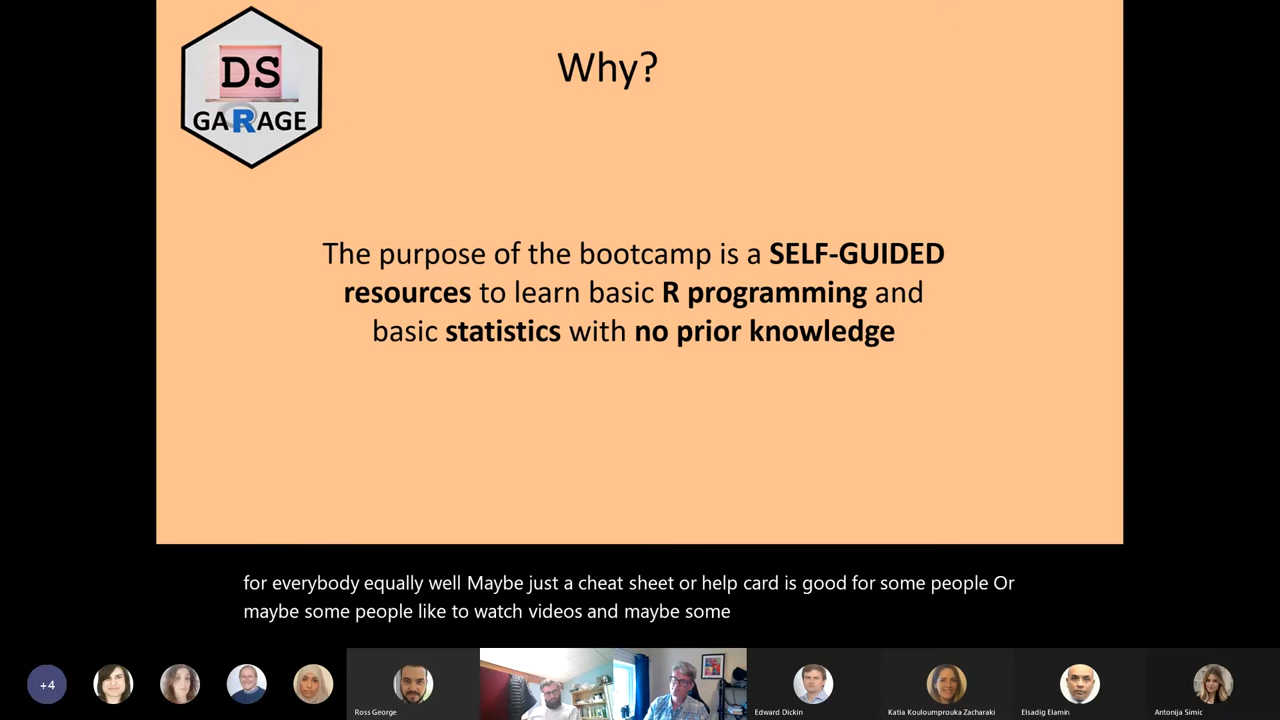 DS
GARAGE
Why?
The purpose of the bootcamp is a SELF-GUIDED
resources to learn basic R programming and
basic statistics with no prior knowledge
for everybody equally well Maybe just a cheat sheet or help card is good for some people Or
maybe some people like to watch videos and maybe some
+4
Ross George
Edward Dickin
Katia Kouloumprouka Zacharaki
Elsadig Elamin
Antonija Simic